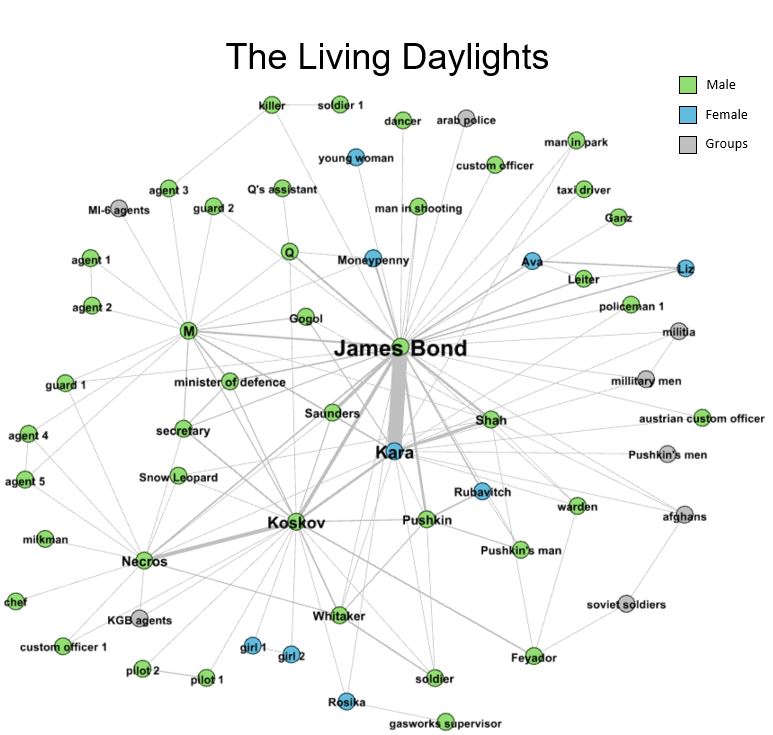 The Living Daylights
Male
Female
Groups
killer
soldier 1
dancer
arab police
man in park
young woman
custom officer
agent 3
Q's assistant
taxi driver
MI-6 agents
guard 2
man in shooting
Ganz
agent 1
Q
Moneypenny
Ava
Liz
Leiter
agent 2
policeman 1
Gogol
M
militia
James Bond
guard 1
minister of defence
millitary men
Saunders
Shah
austrian custom officer
agent 4
secretary
Kara
Pushkin's men
agent 5
Snow Leopard
Rubavitch
warden
afghans
Koskov
Pushkin
milkman
Necros
Pushkin's man
chef
KGB agents
Whitaker
soviet soldiers
custom officer 1
girl 1
girl 2
Feyador
pilot 2
pilot 1
soldier
Rosika
gasworks supervisor